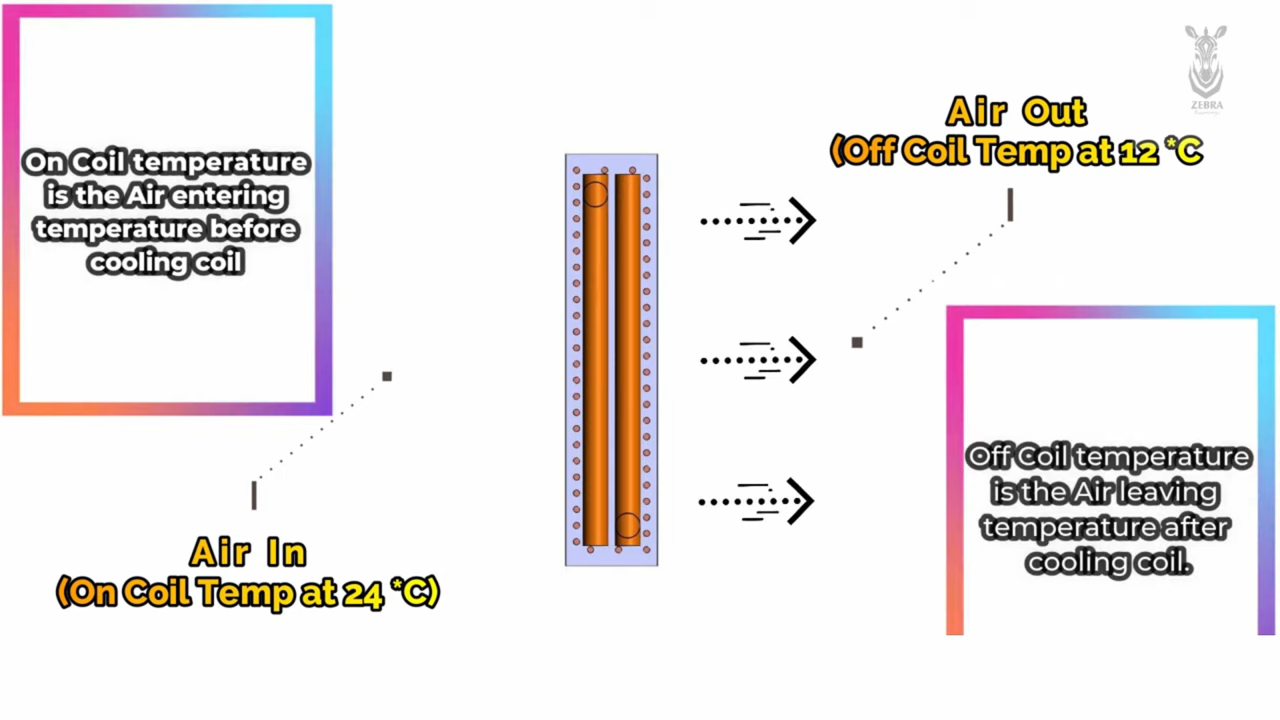 On Coil temperature
is the Air entering
temperature before
cooling coil
Air In
(On Coil Temp at 24 *C)
ZEBRA
Air Out
(Off Coil Temp at 12 *C
Off Coil temperature
is the Air leaving
temperature after
cooling coil.